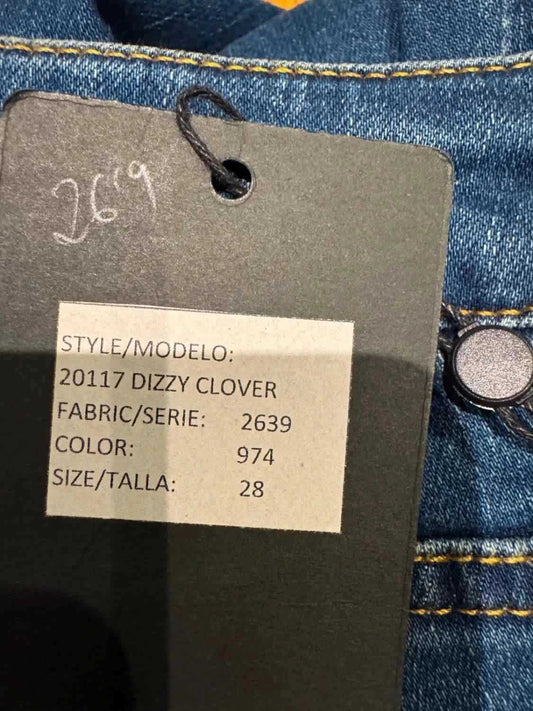 26'9
STYLE/MODELO:
20117 DIZZY CLOVER
FABRIC/SERIE: 2639
COLOR: 974
SIZE/TALLA: 28